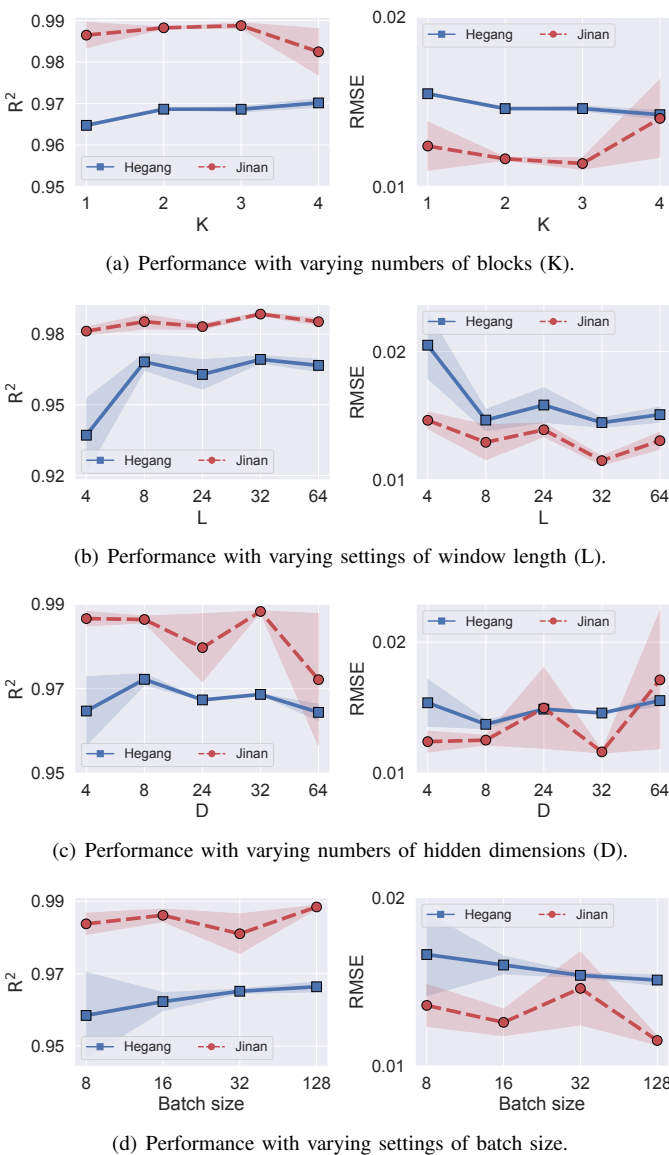 0.99
0.98
0.97
0.96
0.95
R²
1 2 3 4
K
Hegang Jinan
0.02
0.01
RMSE
1 2 3 4
K
Hegang Jinan
(a) Performance with varying numbers of blocks (K).
0.98
0.95
0.92
R²
4 8 24 32 64
L
Hegang Jinan
0.02
0.01
RMSE
4 8 24 32 64
L
Hegang Jinan
(b) Performance with varying settings of window length (L).
0.99
0.97
0.95
R²
4 8 24 32 64
D
Hegang Jinan
0.02
0.01
RMSE
4 8 24 32 64
D
Hegang Jinan
(c) Performance with varying numbers of hidden dimensions (D).
0.99
0.97
0.95
R²
8 16 32 128
Batch size
Hegang Jinan
0.02
0.01
RMSE
8 16 32 128
Batch size
Hegang Jinan
(d) Performance with varying settings of batch size.